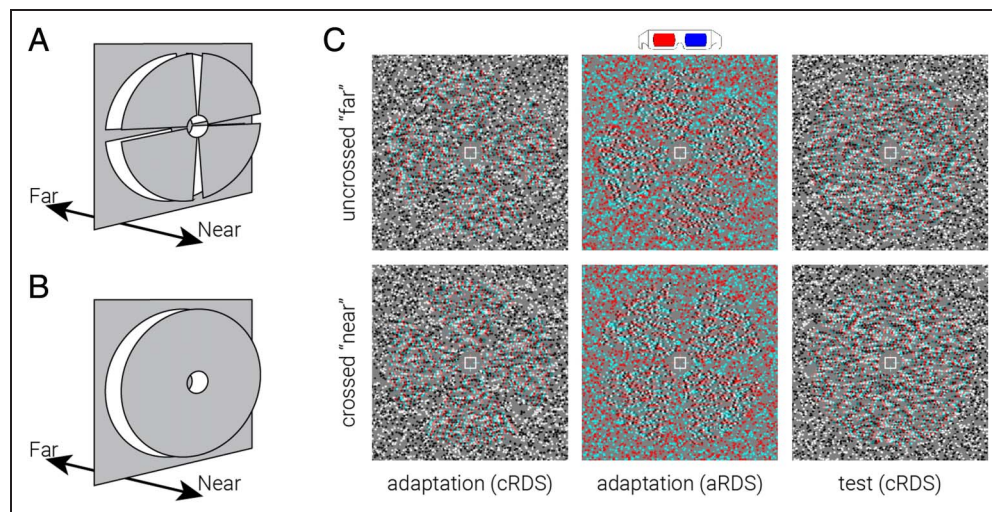 A
Far
Near
B
Far
Near
C
uncrossed "far"
crossed "near"
adaptation (cRDS)
adaptation (aRDS)
test (cRDS)